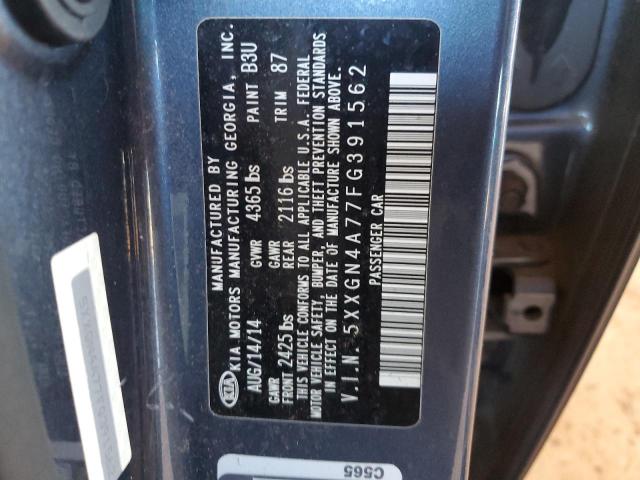 KIA
MANUFACTURED BY
KIA MOTORS MANUFACTURING GEORGIA, INC.
AUG/14/14 GVWR 4365 lbs PAINT B3U
GAWR GAWR
FRONT 2425 lbs REAR 2116 lbs TRIM 87
THIS VEHICLE CONFORMS TO ALL APPLICABLE U.S.A. FEDERAL
MOTOR VEHICLE SAFETY, BUMPER, AND THEFT PREVENTION STANDARDS
IN EFFECT ON THE DATE OF MANUFACTURE SHOWN ABOVE.
V.I.N. 5XXGN4A77FG391562
PASSENGER CAR
C565